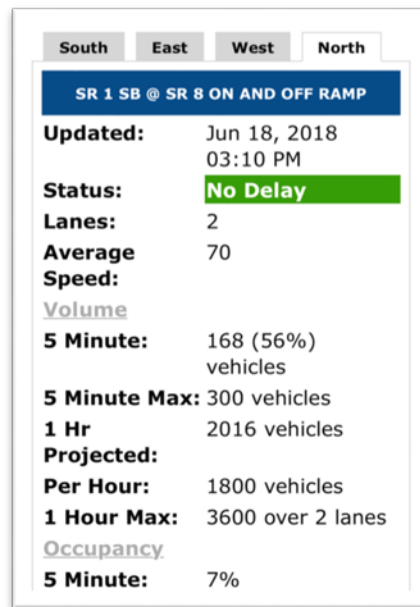 South East West North
SR 1 SB @ SR 8 ON AND OFF RAMP
Updated: Jun 18, 2018
03:10 PM
Status: No Delay
Lanes: 2
Average 70
Speed:
Volume
5 Minute: 168 (56%)
vehicles
5 Minute Max: 300 vehicles
1 Hr 2016 vehicles
Projected:
Per Hour: 1800 vehicles
1 Hour Max: 3600 over 2 lanes
Occupancy
5 Minute: 7%